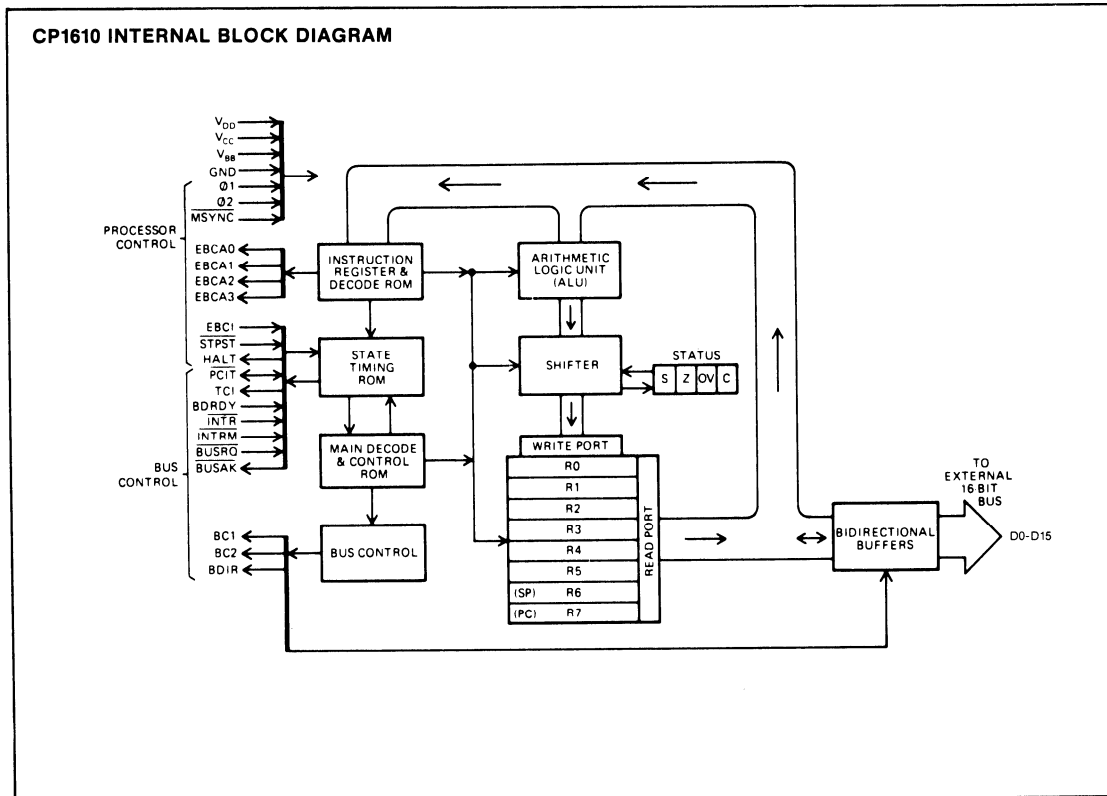 CP1610 INTERNAL BLOCK DIAGRAM
VDD
VCC
VBB
GND
Ø1
Ø2
MSYNC
PROCESSOR
CONTROL
EBCA0
EBCA1
EBCA2
EBCA3
EBCI
STPST
HALT
PCIT
TCI
BDRDY
INTR
INTRM
BUSRQ
BUSAK
BUS
CONTROL
BC1
BC2
BDIR
INSTRUCTION
REGISTER &
DECODE ROM
STATE
TIMING
ROM
MAIN DECODE
& CONTROL
ROM
BUS CONTROL
ARITHMETIC
LOGIC UNIT
(ALU)
SHIFTER
STATUS
S Z OV C
WRITE PORT
R0
R1
R2
R3
R4
R5
(SP) R6
(PC) R7
READ PORT
BIDIRECTIONAL
BUFFERS
TO
EXTERNAL
16-BIT
BUS
D0-D15